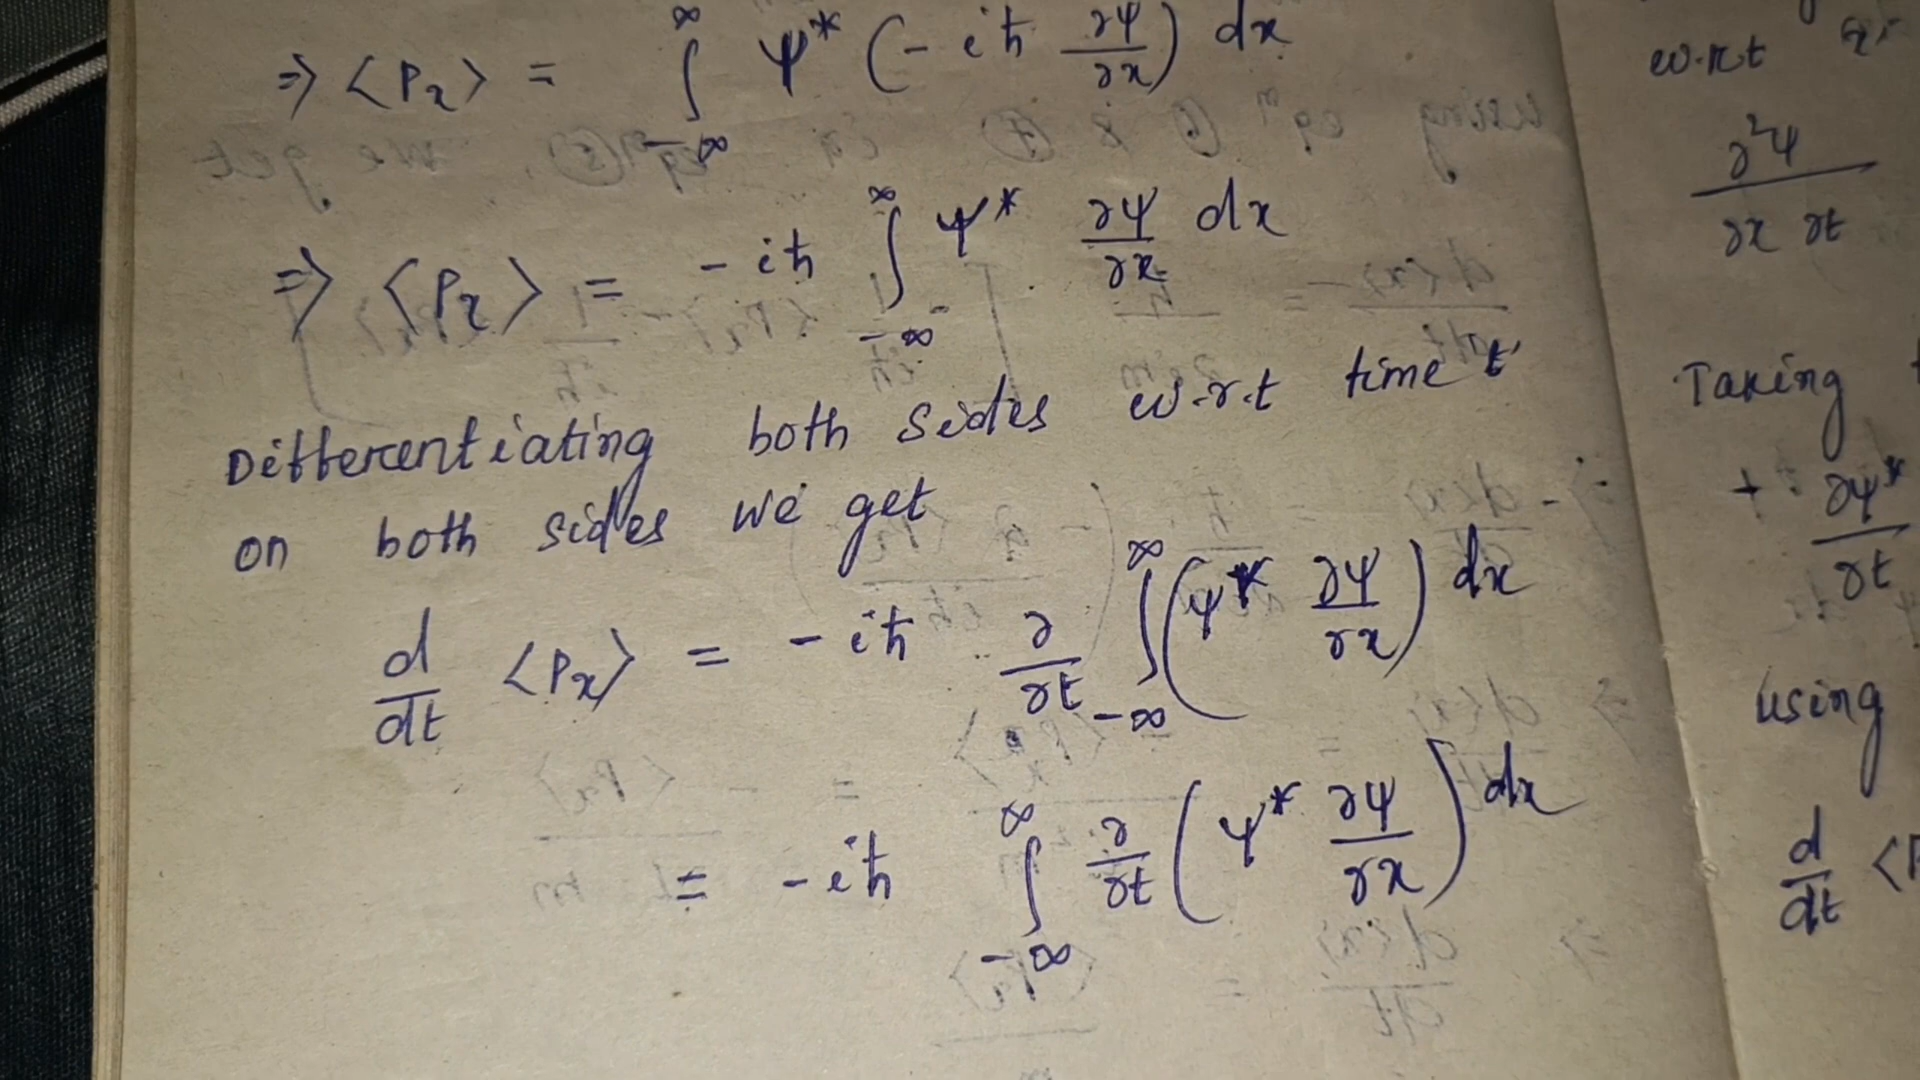 ⇒ <Px> = ∫_{-∞}^{∞} ψ* (- iħ ∂ψ/∂x) dx
⇒ <Px> = - iħ ∫_{-∞}^{∞} ψ* ∂ψ/∂x dx
Differentiating both sides w.r.t time t
on both sides we get
d/dt <Px> = - iħ ∂/∂t ∫_{-∞}^{∞} (ψ* ∂ψ/∂x) dx
= - iħ ∫_{-∞}^{∞} ∂/∂t (ψ* ∂ψ/∂x) dx
w.r.t
∂²ψ/∂x ∂t
Taking
+ ∂ψ*/∂t
using
d/dt <P